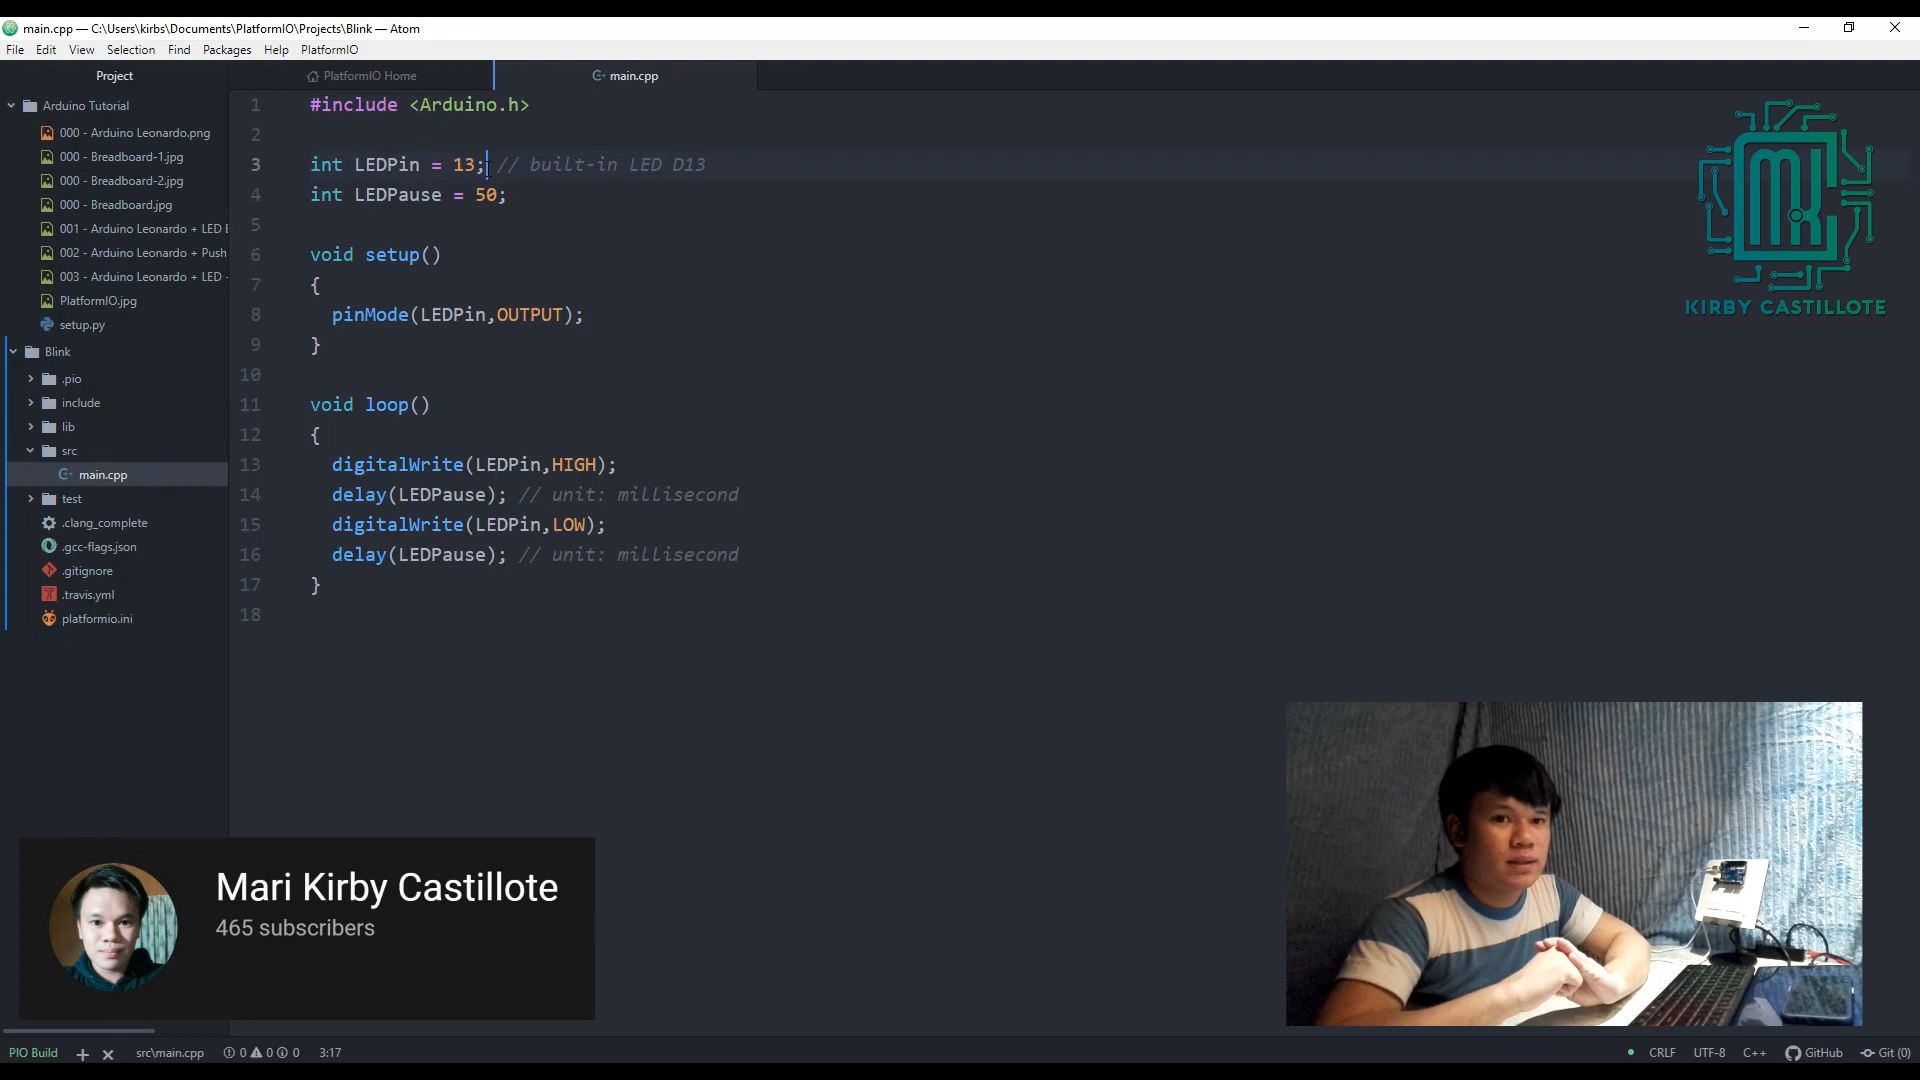 main.cpp — C:\Users\kirbs\Documents\PlatformIO\Projects\Blink — Atom
File Edit View Selection Find Packages Help PlatformIO
Project
PlatformIO Home
main.cpp
Arduino Tutorial
000 - Arduino Leonardo.png
000 - Breadboard-1.jpg
000 - Breadboard-2.jpg
000 - Breadboard.jpg
001 - Arduino Leonardo + LED E
002 - Arduino Leonardo + Push
003 - Arduino Leonardo + LED -
PlatformIO.jpg
setup.py
Blink
.pio
include
lib
src
main.cpp
test
.clang_complete
.gcc-flags.json
.gitignore
.travis.yml
platformio.ini
1 #include <Arduino.h>
2
3 int LEDPin = 13; // built-in LED D13
4 int LEDPause = 50;
5
6 void setup()
7 {
8 pinMode(LEDPin,OUTPUT);
9 }
10
11 void loop()
12 {
13 digitalWrite(LEDPin,HIGH);
14 delay(LEDPause); // unit: millisecond
15 digitalWrite(LEDPin,LOW);
16 delay(LEDPause); // unit: millisecond
17 }
18
MKC
KIRBY CASTILLOTE
Mari Kirby Castillote
465 subscribers
PIO Build + × src\main.cpp 0 0 0 3:17 CRLF UTF-8 C++ GitHub Git (0)